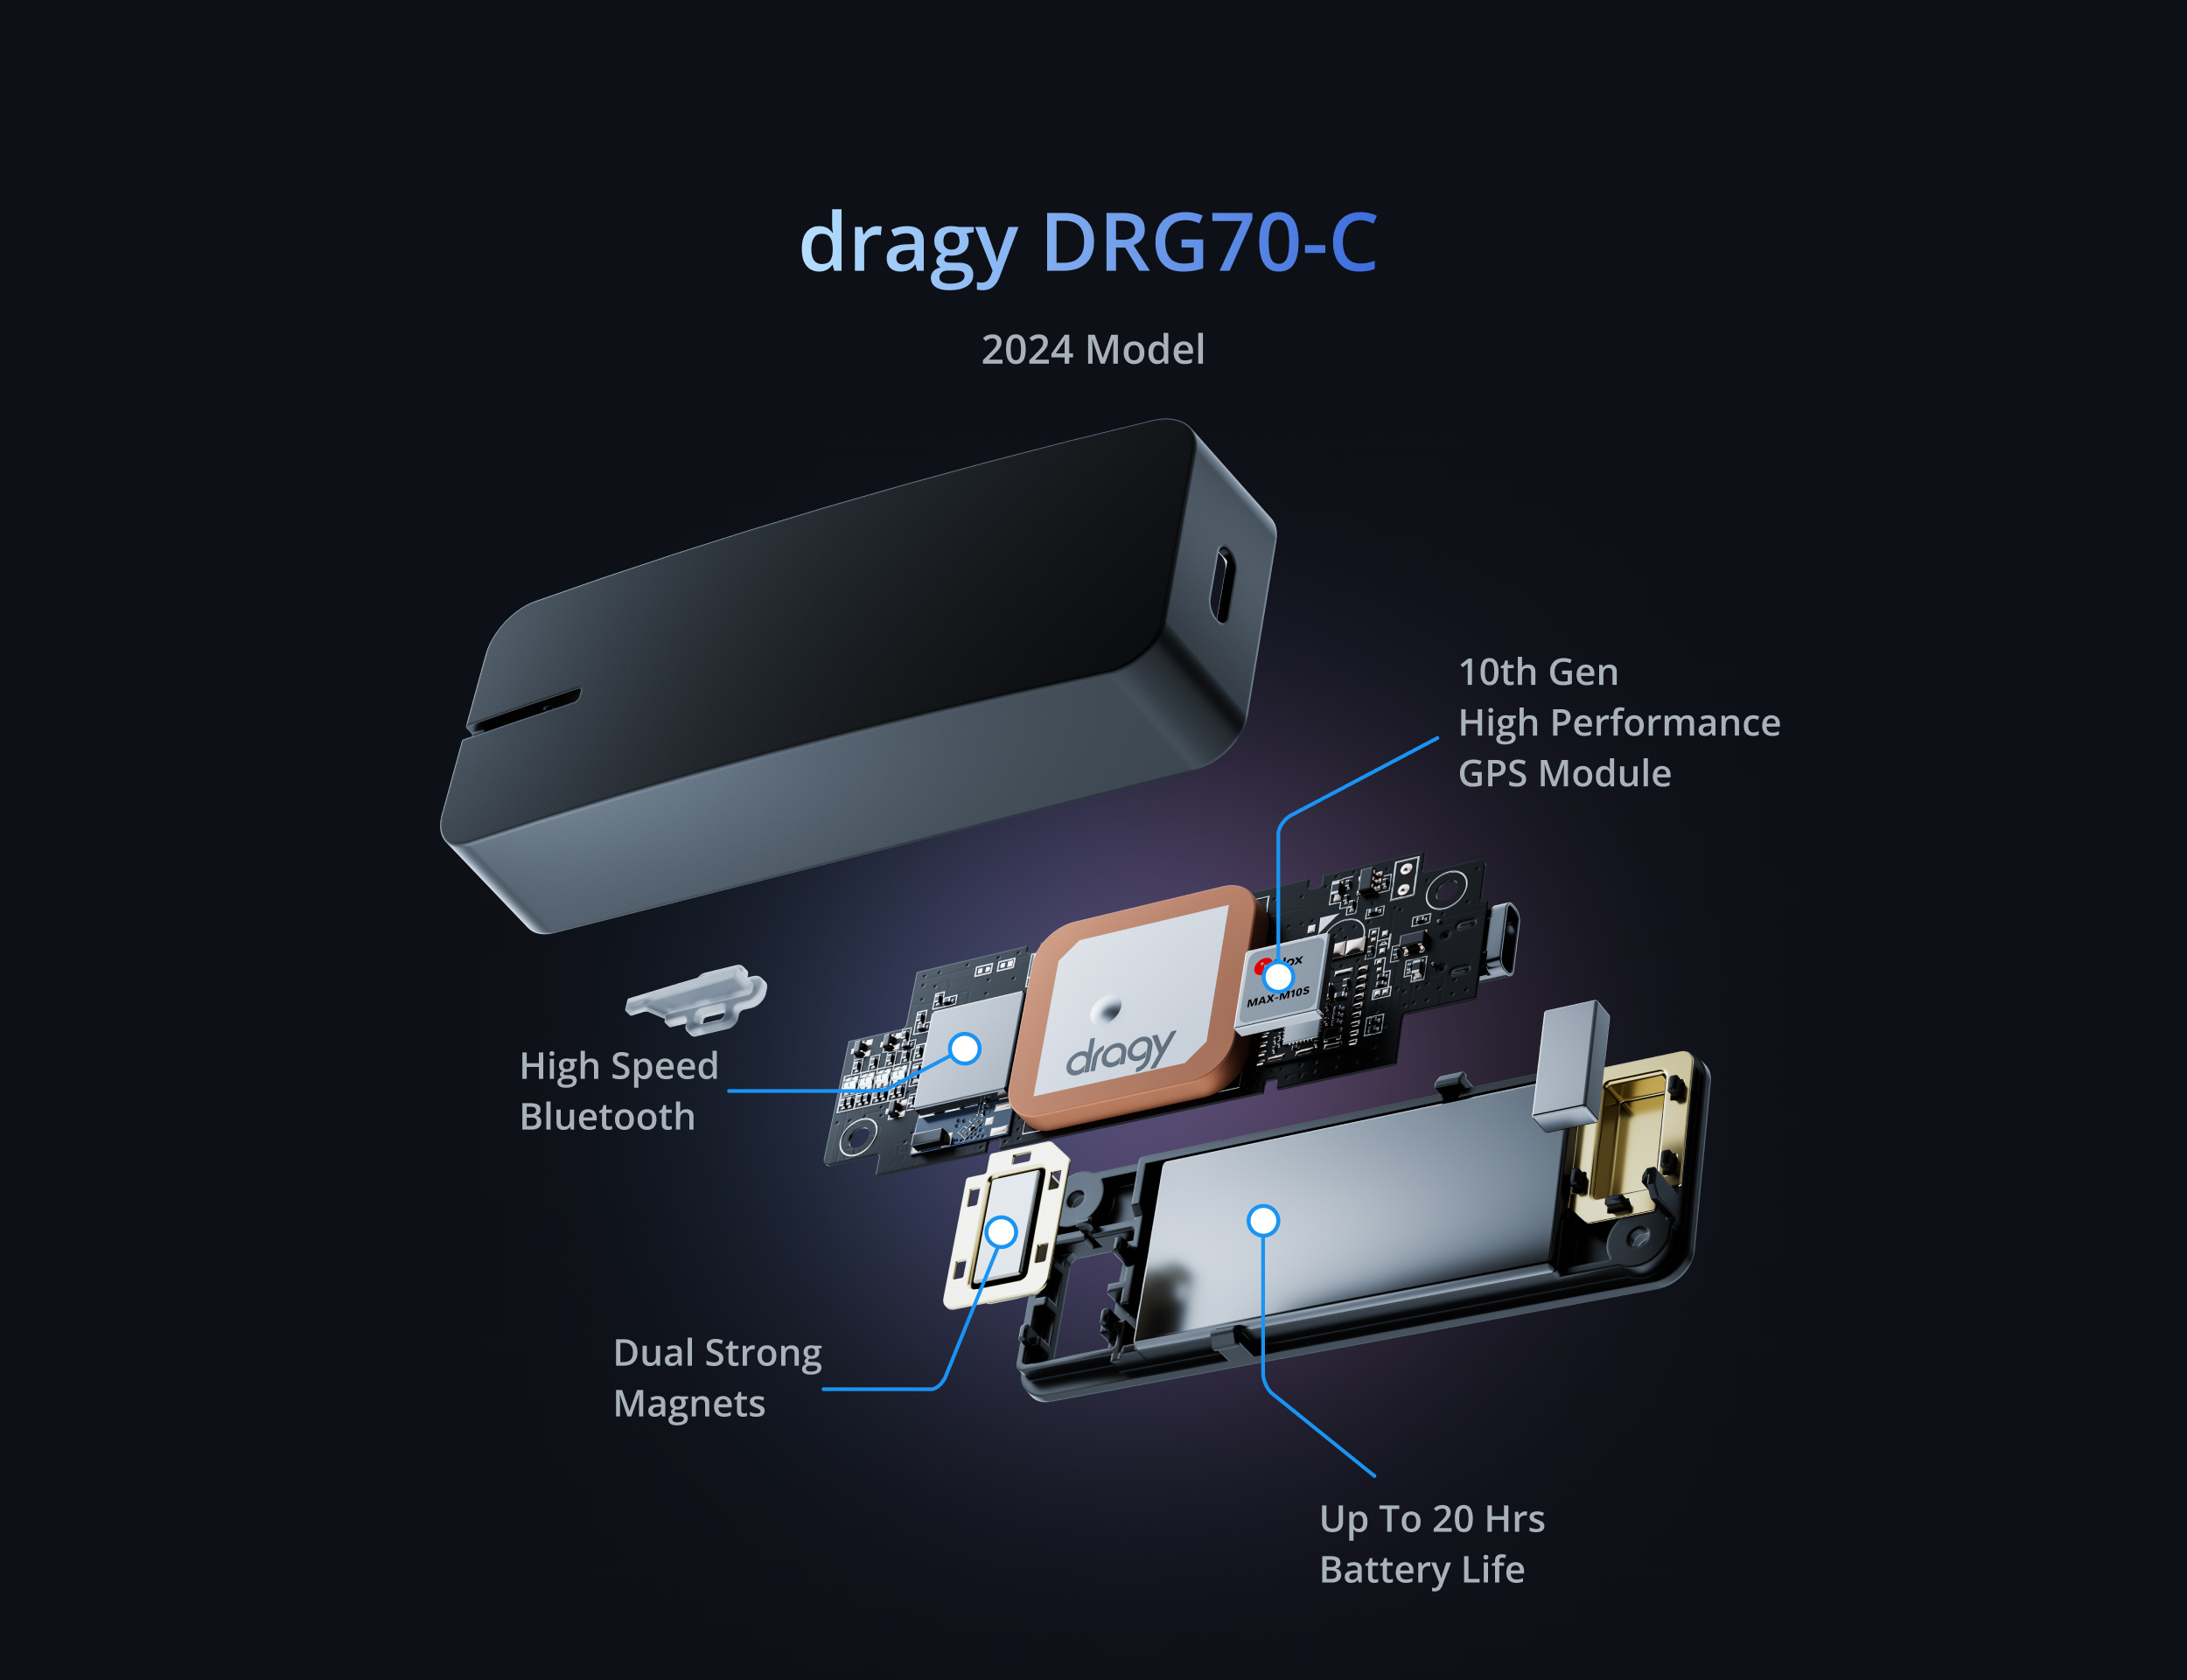 dragy DRG70-C
2024 Model
10th Gen
High Performance
GPS Module
MAX-M10S
dragy
High Speed
Bluetooth
Dual Strong
Magnets
Up To 20 Hrs
Battery Life